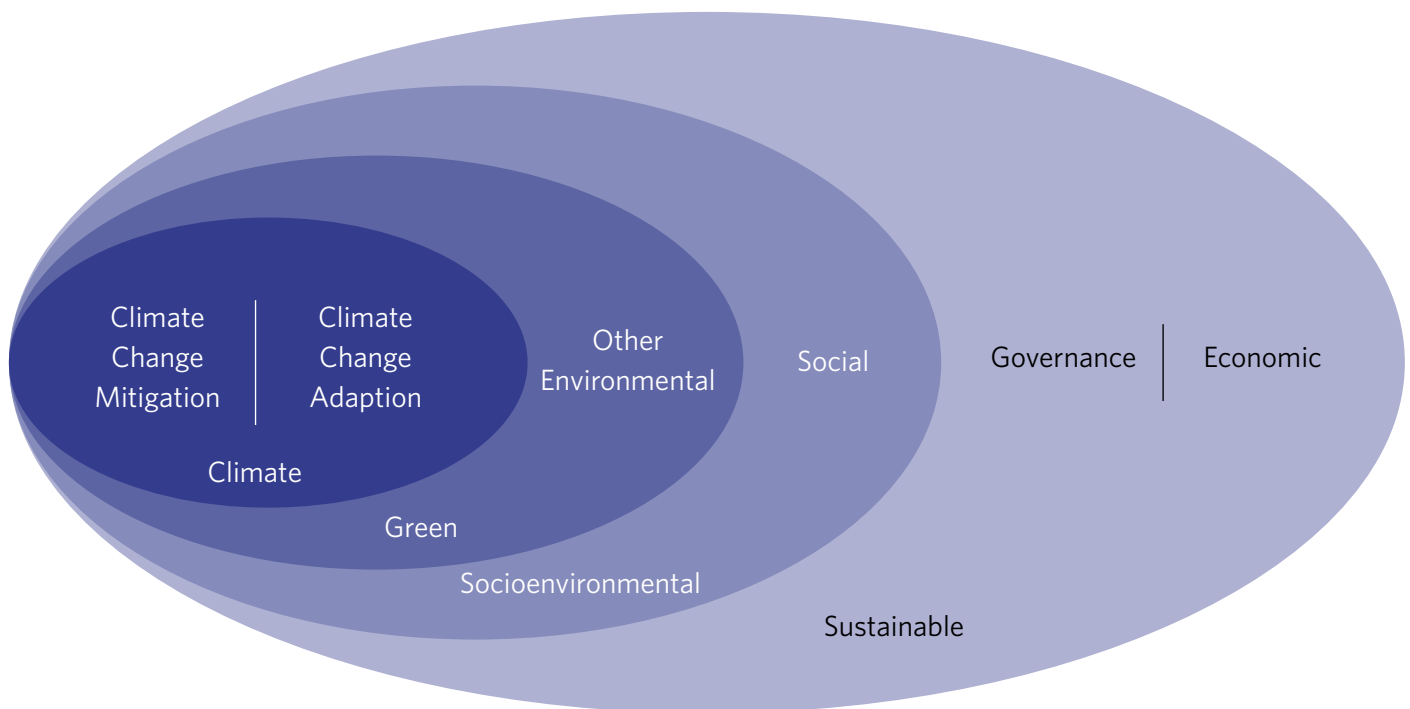 Climate
Change
Mitigation
Climate
Change
Adaption
Climate
Other
Environmental
Green
Social
Socioenvironmental
Governance
Economic
Sustainable